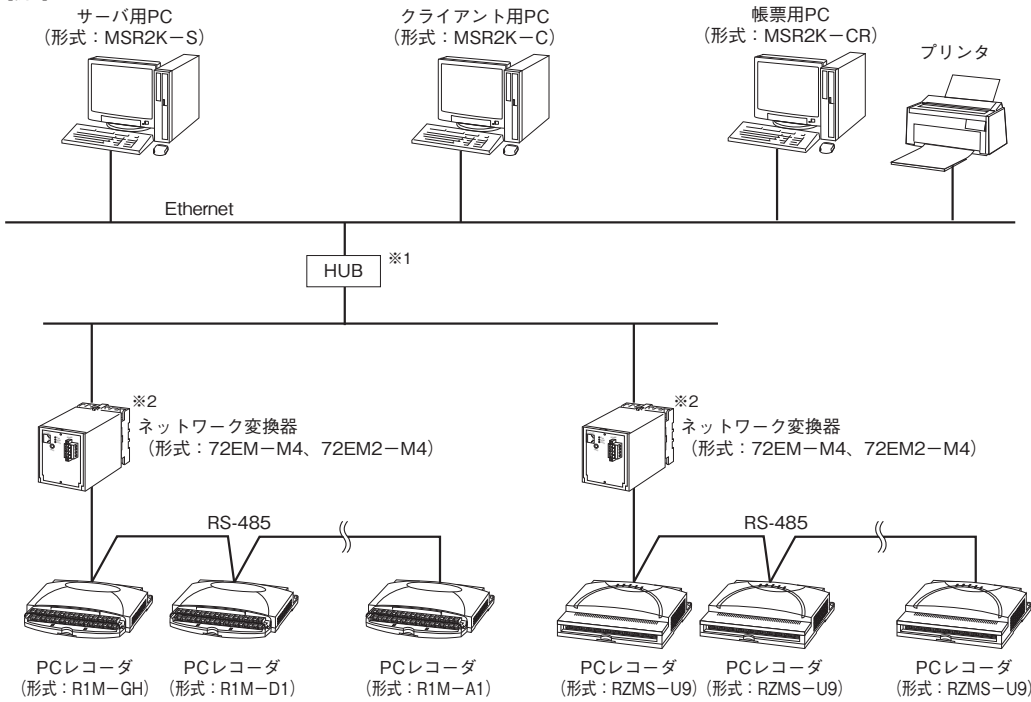 サーバ用PC
(形式：MSR2K－S)
クライアント用PC
(形式：MSR2K－C)
帳票用PC
(形式：MSR2K－CR)
プリンタ
Ethernet
HUB
※1
※2
ネットワーク変換器
(形式：72EM－M4、72EM2－M4)
※2
ネットワーク変換器
(形式：72EM－M4、72EM2－M4)
RS-485
RS-485
PCレコーダ
(形式：R1M－GH)
PCレコーダ
(形式：R1M－D1)
PCレコーダ
(形式：R1M－A1)
PCレコーダ
(形式：RZMS－U9)
PCレコーダ
(形式：RZMS－U9)
PCレコーダ
(形式：RZMS－U9)